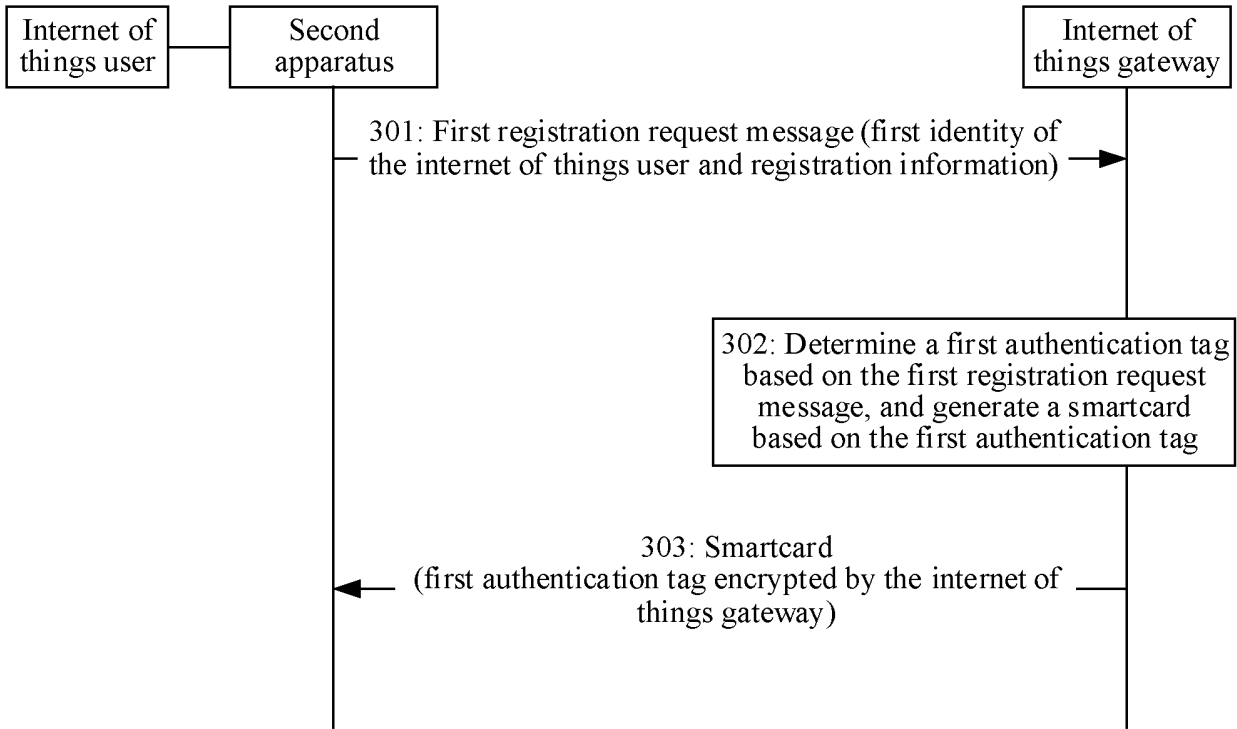 Internet of
things user
Second
apparatus
Internet of
things gateway
301: First registration request message (first identity of
the internet of things user and registration information)
302: Determine a first authentication tag
based on the first registration request
message, and generate a smartcard
based on the first authentication tag
303: Smartcard
(first authentication tag encrypted by the internet of
things gateway)